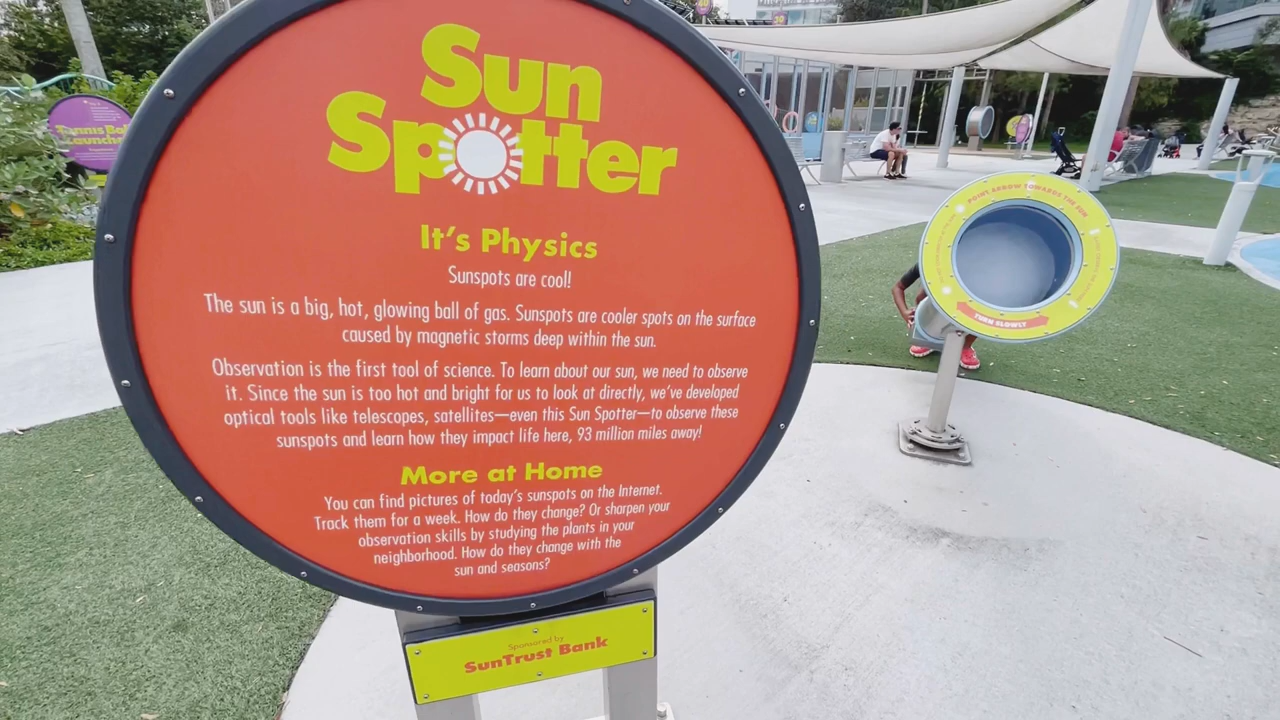 Sun
Spotter
It's Physics
Sunspots are cool!
The sun is a big, hot, glowing ball of gas. Sunspots are cooler spots on the surface
caused by magnetic storms deep within the sun.
Observation is the first tool of science. To learn about our sun, we need to observe
it. Since the sun is too hot and bright for us to look at directly, we've developed
optical tools like telescopes, satellites—even this Sun Spotter—to observe these
sunspots and learn how they impact life here, 93 million miles away!
More at Home
You can find pictures of today's sunspots on the Internet.
Track them for a week. How do they change? Or sharpen your
observation skills by studying the plants in your
neighborhood. How do they change with the
sun and seasons?
Sponsored by
SunTrust Bank
Tennis Ball
Launcher
POINT ARROW TOWARDS THE SUN
TURN SLOWLY